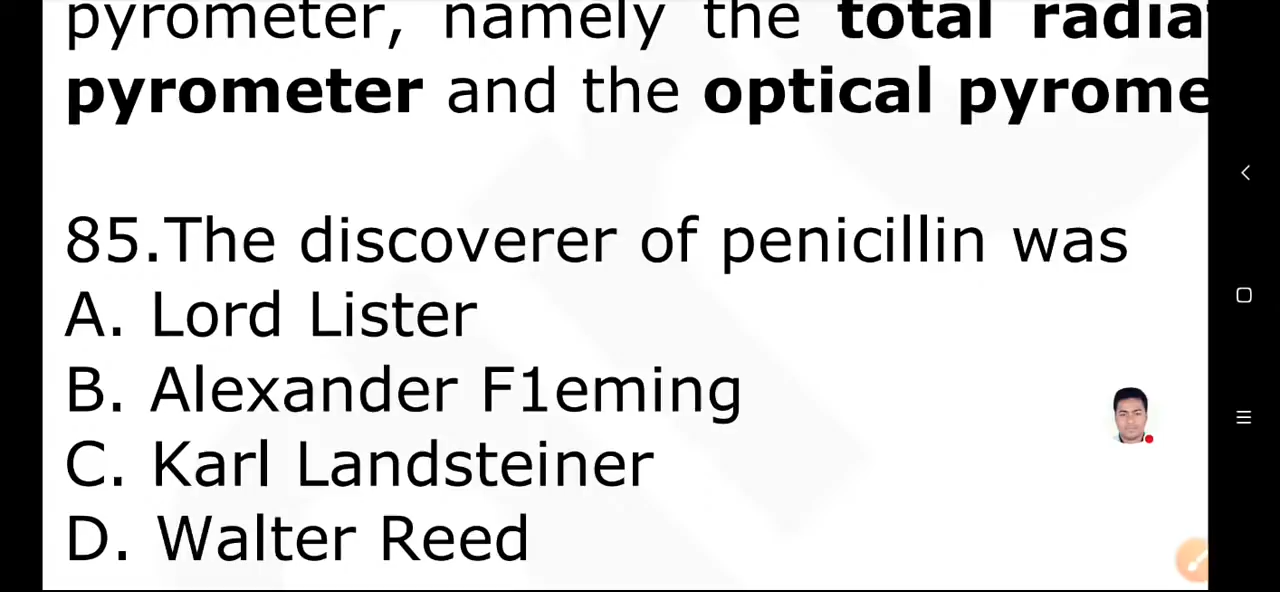 pyrometer, namely the total radiat
pyrometer and the optical pyrome
85.The discoverer of penicillin was
A. Lord Lister
B. Alexander F1eming
C. Karl Landsteiner
D. Walter Reed